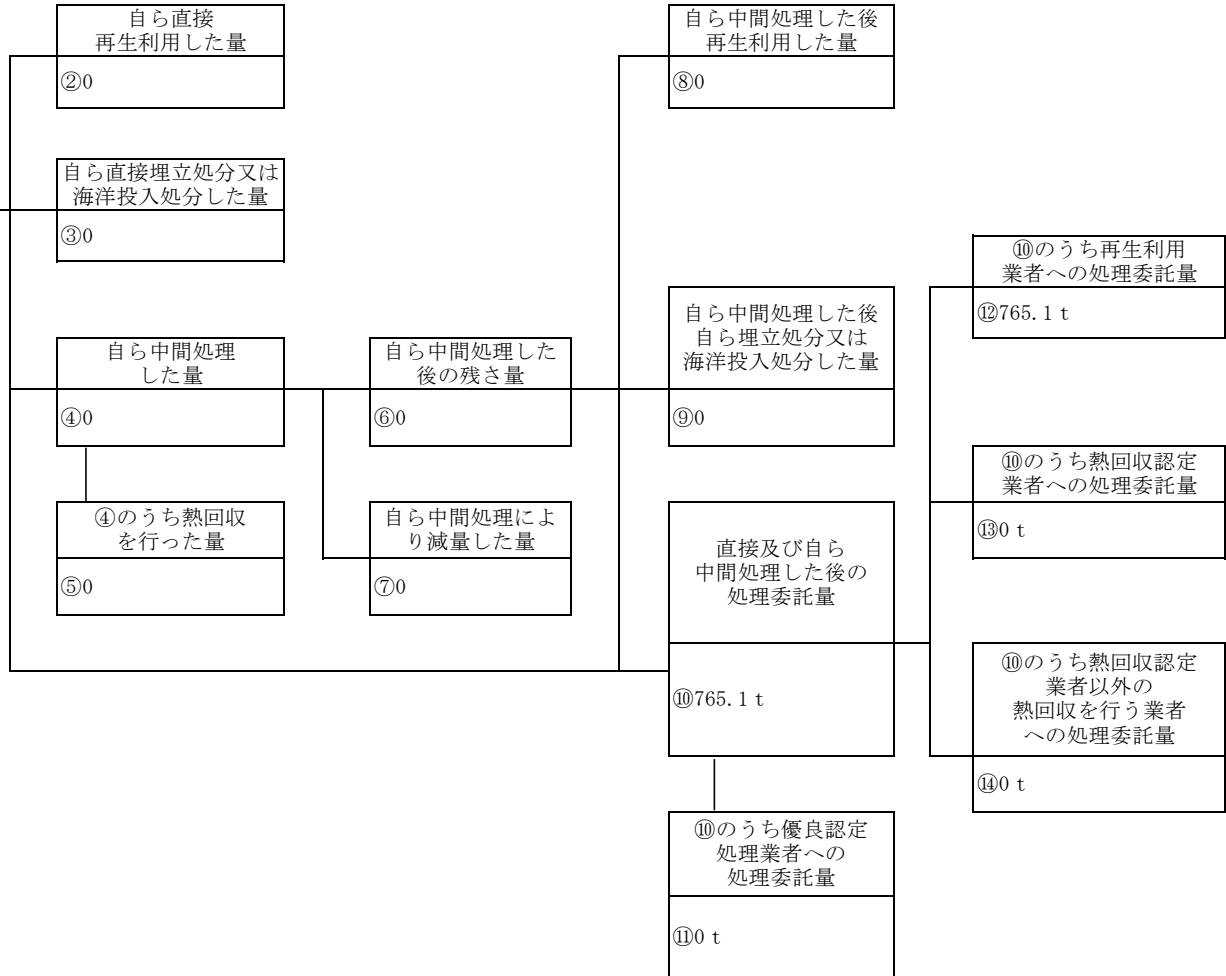 自ら直接
再生利用した量
②0
自ら中間処理した後
再生利用した量
⑧0
自ら直接埋立処分又は
海洋投入処分した量
③0
⑩のうち再生利用
業者への処理委託量
⑫765.1 t
自ら中間処理した後
自ら埋立処分又は
海洋投入処分した量
⑨0
自ら中間処理
した量
④0
自ら中間処理した
後の残さ量
⑥0
⑩のうち熱回収認定
業者への処理委託量
⑬0 t
④のうち熱回収
を行った量
⑤0
自ら中間処理によ
り減量した量
⑦0
直接及び自ら
中間処理した後の
処理委託量
⑩765.1 t
⑩のうち熱回収認定
業者以外の
熱回収を行う業者
への処理委託量
⑭0 t
⑩のうち優良認定
処理業者への
処理委託量
⑪0 t